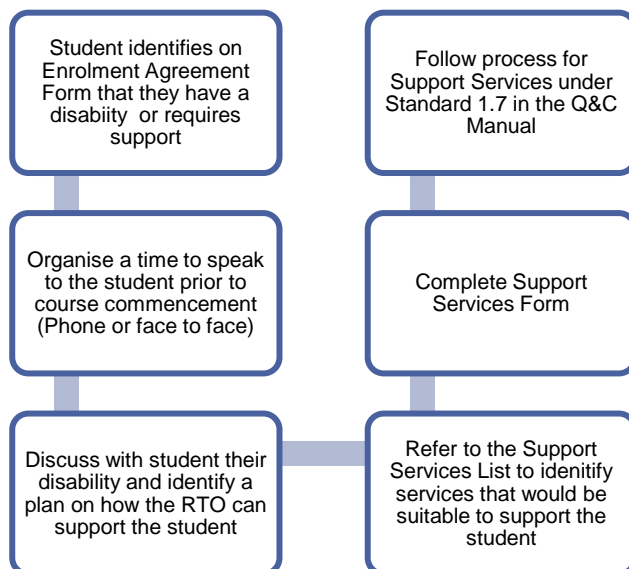 Student identifies on
Enrolment Agreement
Form that they have a
disabiity or requires
support
Organise a time to speak
to the student prior to
course commencement
(Phone or face to face)
Discuss with student their
disability and identify a
plan on how the RTO can
support the student
Refer to the Support
Services List to idenitify
services that would be
suitable to support the
student
Complete Support
Services Form
Follow process for
Support Services under
Standard 1.7 in the Q&C
Manual